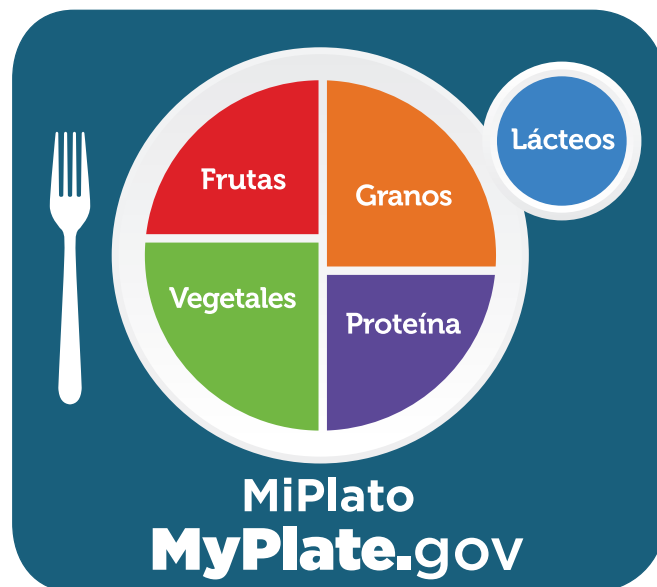 Frutas
Granos
Lácteos
Vegetales
Proteína
MiPlato
MyPlate.gov